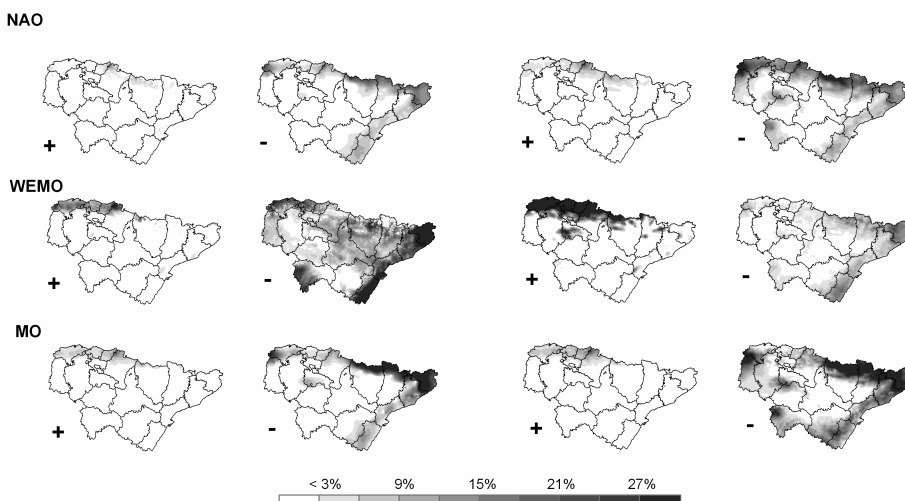 NAO
+ - + -
WEMO
+ - + -
MO
+ - + -
< 3% 9% 15% 21% 27%